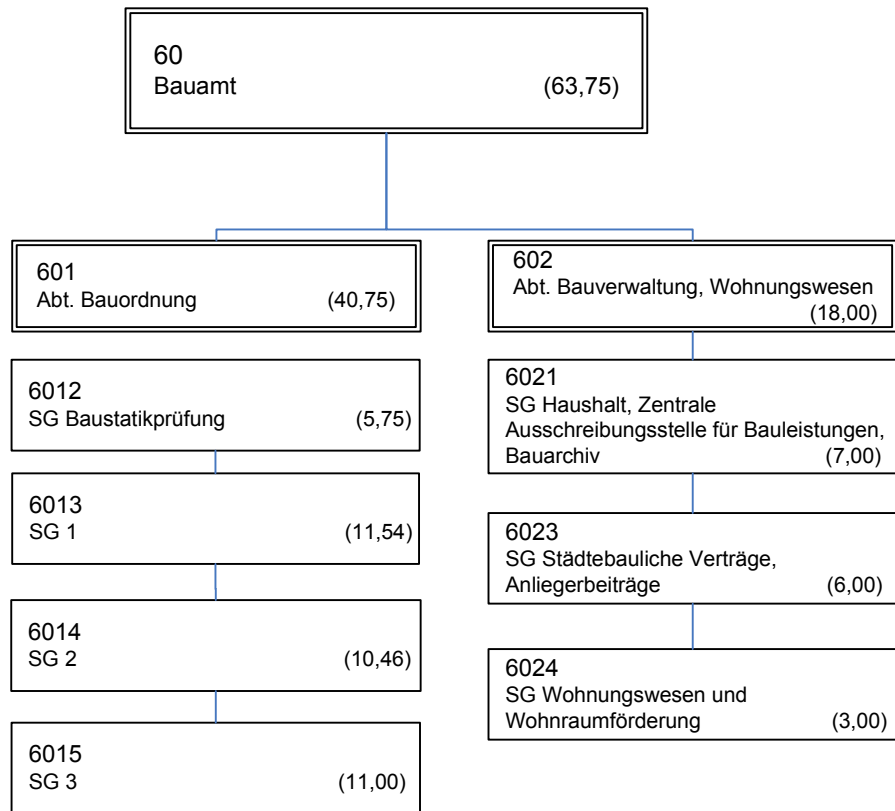 60
Bauamt (63,75)
601
Abt. Bauordnung (40,75)
6012
SG Baustatikprüfung (5,75)
6013
SG 1 (11,54)
6014
SG 2 (10,46)
6015
SG 3 (11,00)
602
Abt. Bauverwaltung, Wohnungswesen
(18,00)
6021
SG Haushalt, Zentrale
Ausschreibungsstelle für Bauleistungen,
Bauarchiv (7,00)
6023
SG Städtebauliche Verträge,
Anliegerbeiträge (6,00)
6024
SG Wohnungswesen und
Wohnraumförderung (3,00)